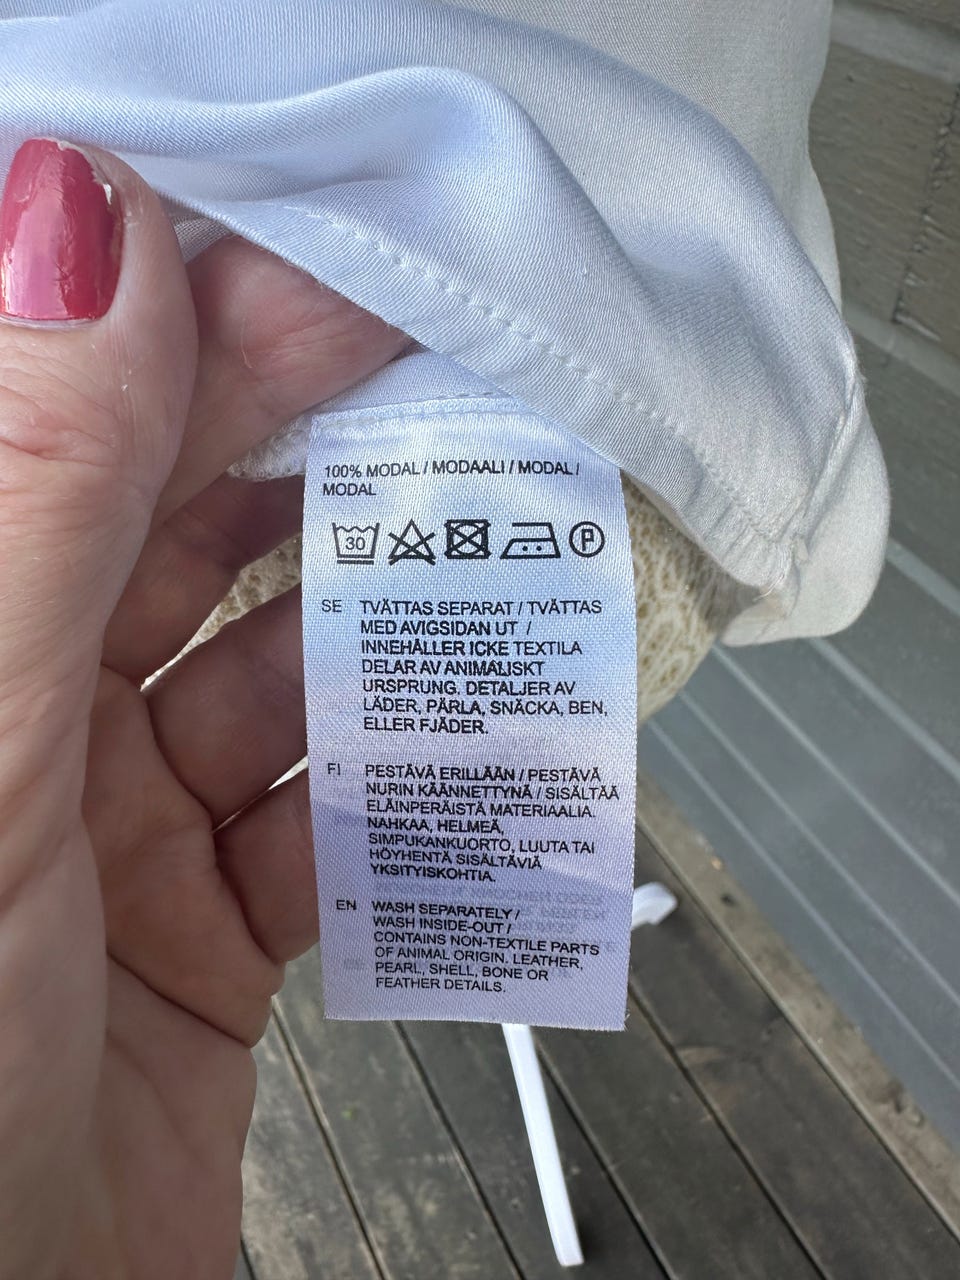 100% MODAL / MODAALI / MODAL /
MODAL
30
P
SE TVÄTTAS SEPARAT / TVÄTTAS
MED AVIGSIDAN UT /
INNEHÅLLER ICKE TEXTILA
DELAR AV ANIMALISKT
URSPRUNG. DETALJER AV
LÄDER, PÄRLA, SNÄCKA, BEN,
ELLER FJÄDER.
FI PESTÄVÄ ERILLÄÄN / PESTÄVÄ
NURIN KÄÄNNETTYNÄ / SISÄLTÄÄ
ELÄINPERÄISTÄ MATERIAALIA.
NAHKAA, HELMEÄ,
SIMPUKANKUORTO, LUUTA TAI
HÖYHENTÄ SISÄLTÄVIÄ
YKSITYISKOHTIA.
EN WASH SEPARATELY /
WASH INSIDE-OUT /
CONTAINS NON-TEXTILE PARTS
OF ANIMAL ORIGIN. LEATHER,
PEARL, SHELL, BONE OR
FEATHER DETAILS.